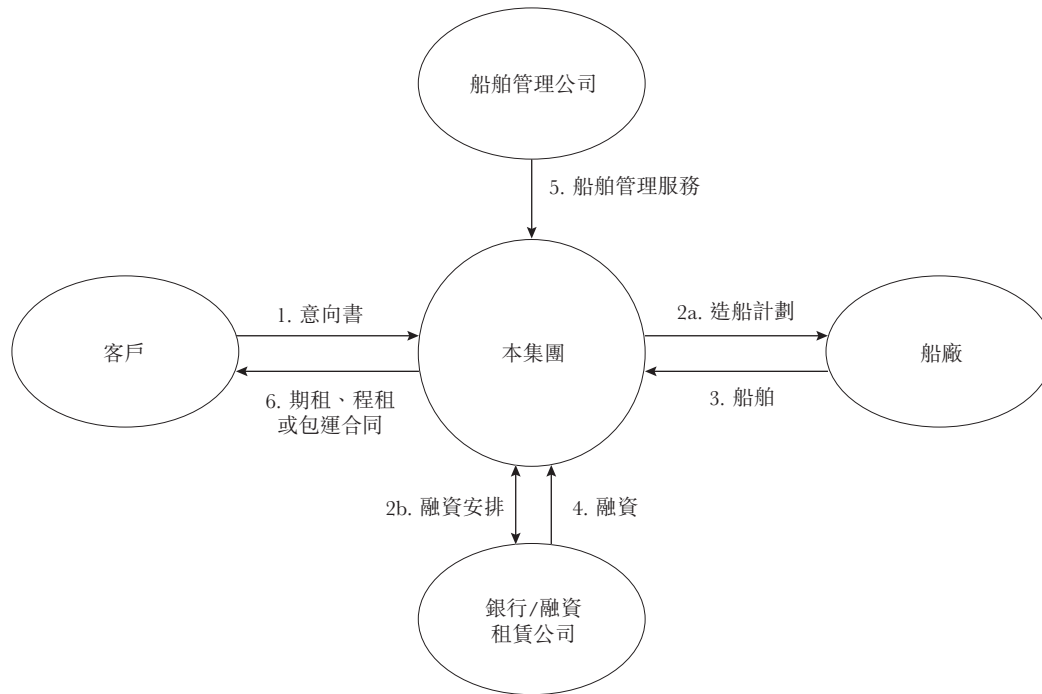 船舶管理公司
5. 船舶管理服務
1. 意向書
2a. 造船計劃
客戶
本集團
船廠
6. 期租、程租
或包運合同
3. 船舶
2b. 融資安排
4. 融資
銀行/融資
租賃公司